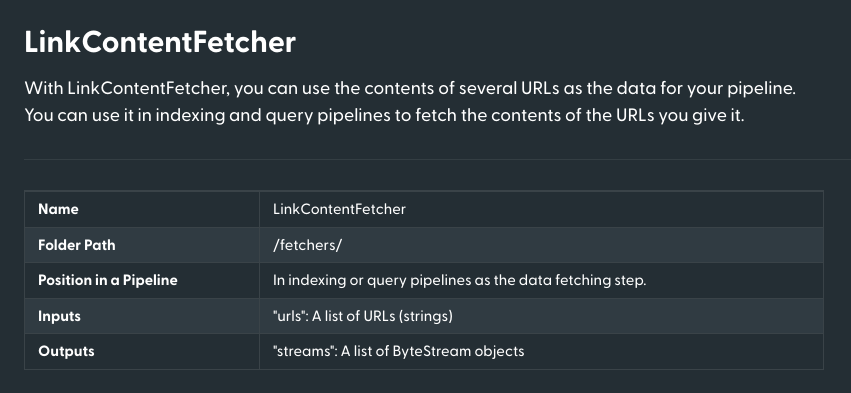 LinkContentFetcher
With LinkContentFetcher, you can use the contents of several URLs as the data for your pipeline.
You can use it in indexing and query pipelines to fetch the contents of the URLs you give it.
Name LinkContentFetcher
Folder Path /fetchers/
Position in a Pipeline In indexing or query pipelines as the data fetching step.
Inputs "urls": A list of URLs (strings)
Outputs "streams": A list of ByteStream objects